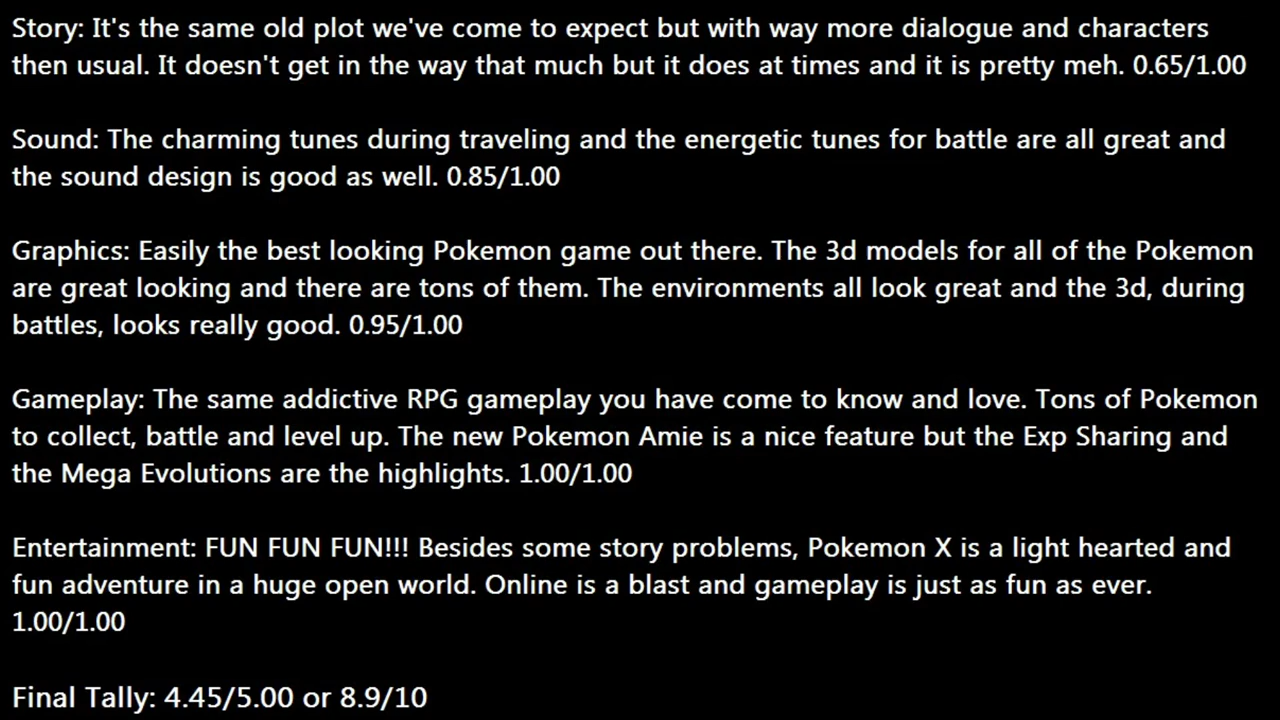 Story: It's the same old plot we've come to expect but with way more dialogue and characters
then usual. It doesn't get in the way that much but it does at times and it is pretty meh. 0.65/1.00
Sound: The charming tunes during traveling and the energetic tunes for battle are all great and
the sound design is good as well. 0.85/1.00
Graphics: Easily the best looking Pokemon game out there. The 3d models for all of the Pokemon
are great looking and there are tons of them. The environments all look great and the 3d, during
battles, looks really good. 0.95/1.00
Gameplay: The same addictive RPG gameplay you have come to know and love. Tons of Pokemon
to collect, battle and level up. The new Pokemon Amie is a nice feature but the Exp Sharing and
the Mega Evolutions are the highlights. 1.00/1.00
Entertainment: FUN FUN FUN!!! Besides some story problems, Pokemon X is a light hearted and
fun adventure in a huge open world. Online is a blast and gameplay is just as fun as ever.
1.00/1.00
Final Tally: 4.45/5.00 or 8.9/10